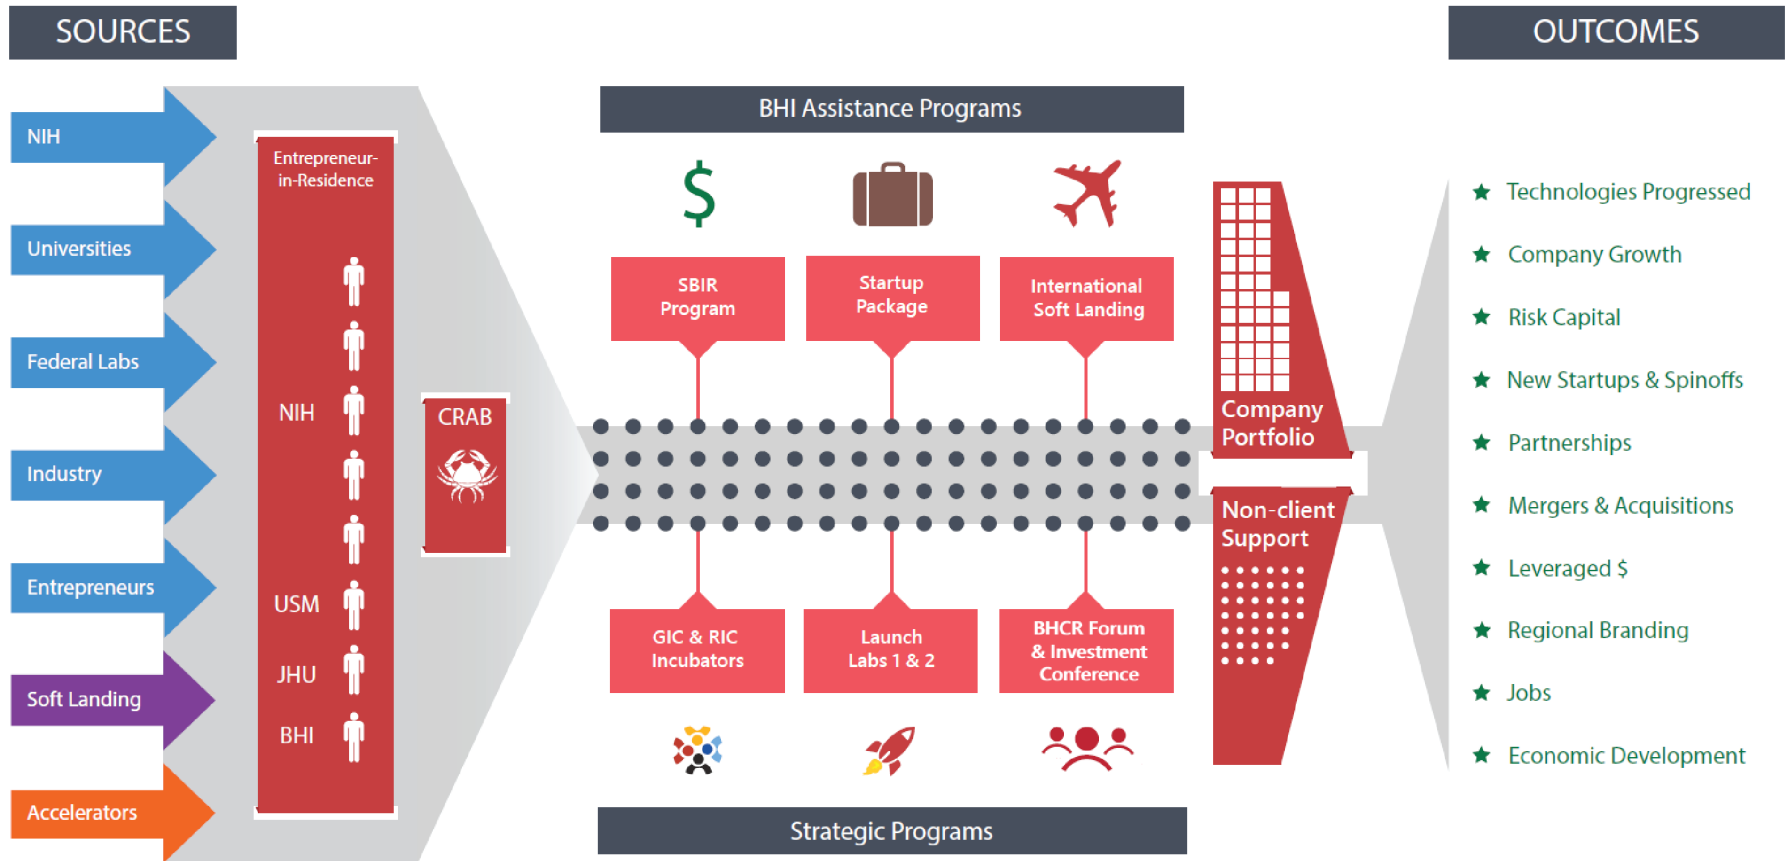 SOURCES
NIH
Universities
Federal Labs
Industry
Entrepreneurs
Soft Landing
Accelerators
Entrepreneur-
in-Residence
NIH
USM
JHU
BHI
CRAB
BHI Assistance Programs
$
SBIR
Program
Startup
Package
International
Soft Landing
GIC & RIC
Incubators
Launch
Labs 1 & 2
BHCR Forum
& Investment
Conference
Strategic Programs
Company
Portfolio
Non-client
Support
OUTCOMES
Technologies Progressed
Company Growth
Risk Capital
New Startups & Spinoffs
Partnerships
Mergers & Acquisitions
Leveraged $
Regional Branding
Jobs
Economic Development